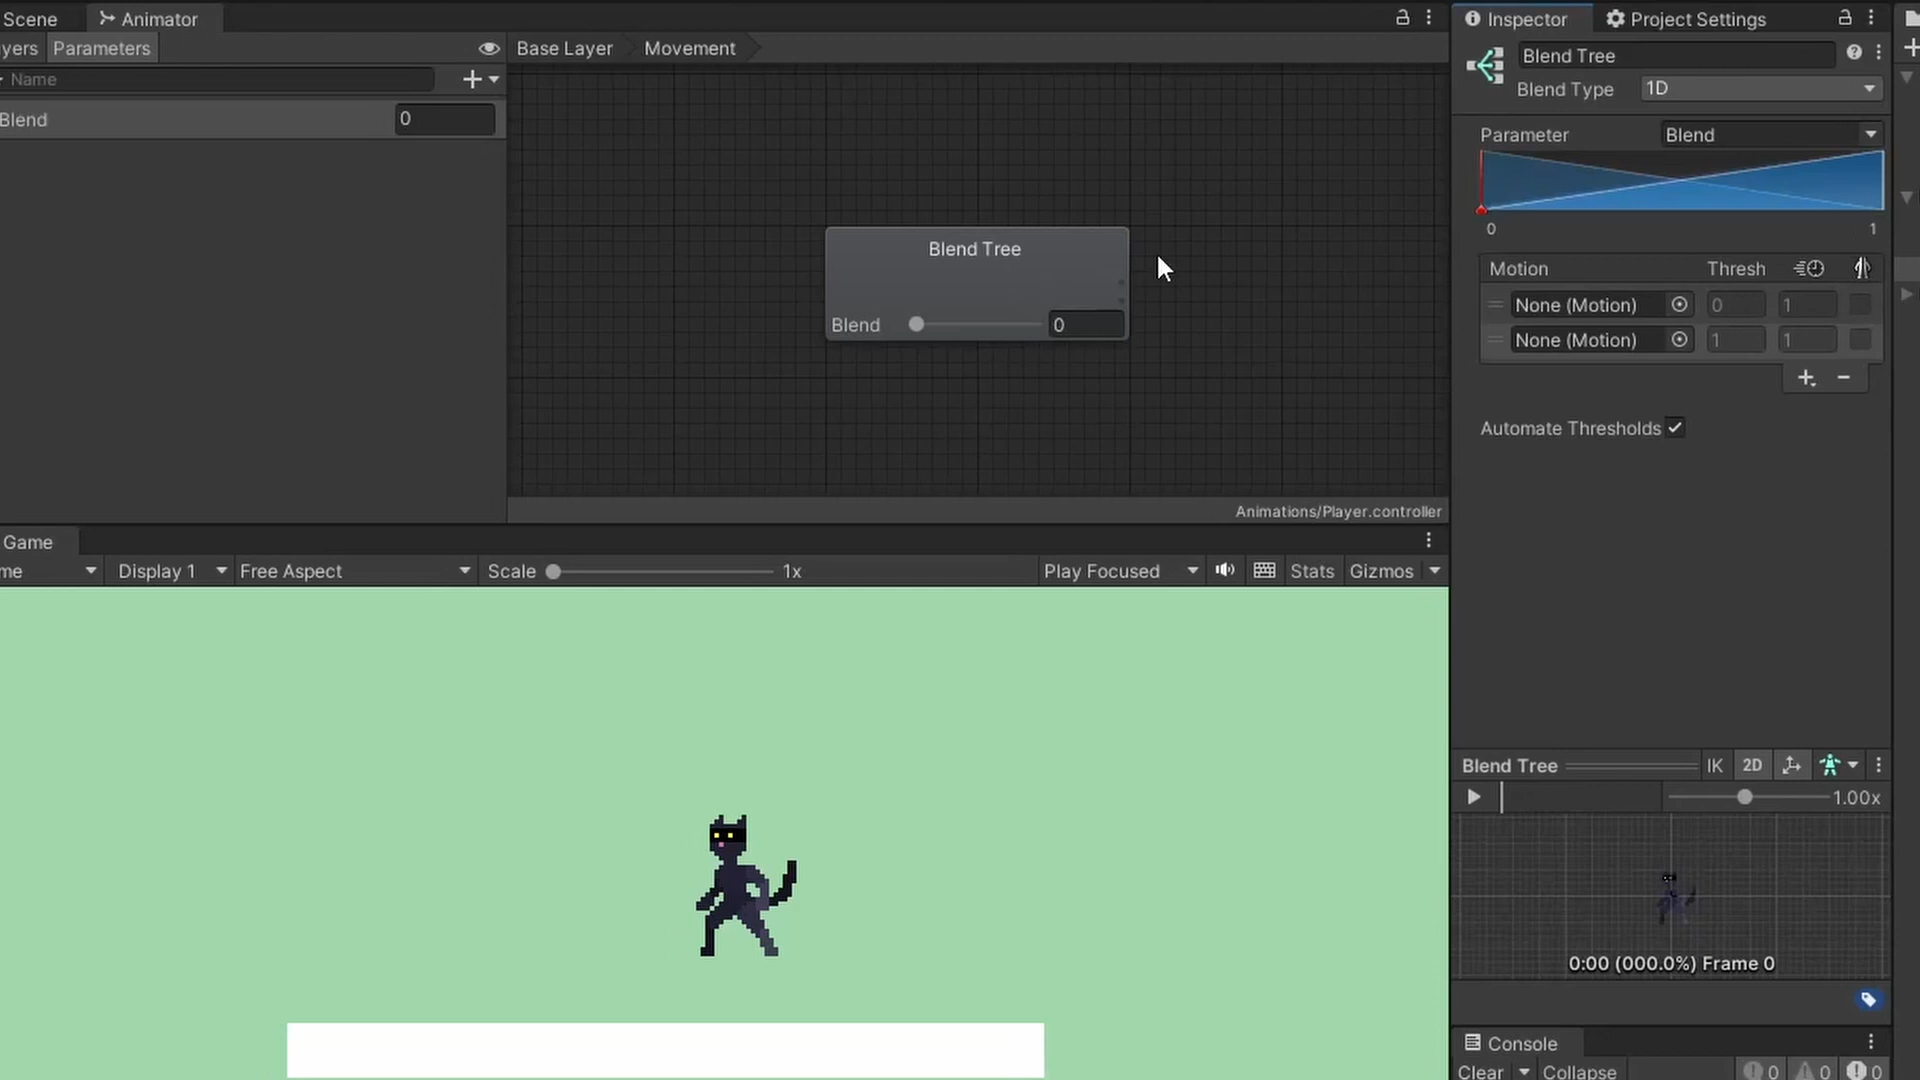 Scene
Animator
yers
Parameters
Name
Blend
0
Base Layer
Movement
Blend Tree
Blend
0
Animations/Player.controller
Game
me
Display 1
Free Aspect
Scale
1x
Play Focused
Stats
Gizmos
Inspector
Project Settings
Blend Tree
Blend Type
1D
Parameter
Blend
0
1
Motion
Thresh
None (Motion)
0
1
None (Motion)
1
1
Automate Thresholds
Blend Tree
IK
2D
1.00x
0:00 (000.0%) Frame 0
Console
Clear
Collapse
0
0
0